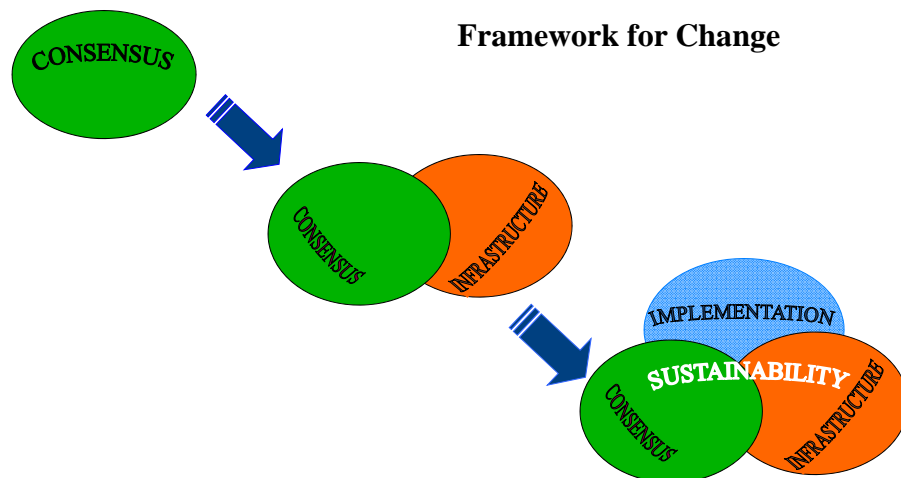 Framework for Change
CONSENSUS
CONSENSUS
INFRASTRUCTURE
IMPLEMENTATION
SUSTAINABILITY
CONSENSUS
INFRASTRUCTURE